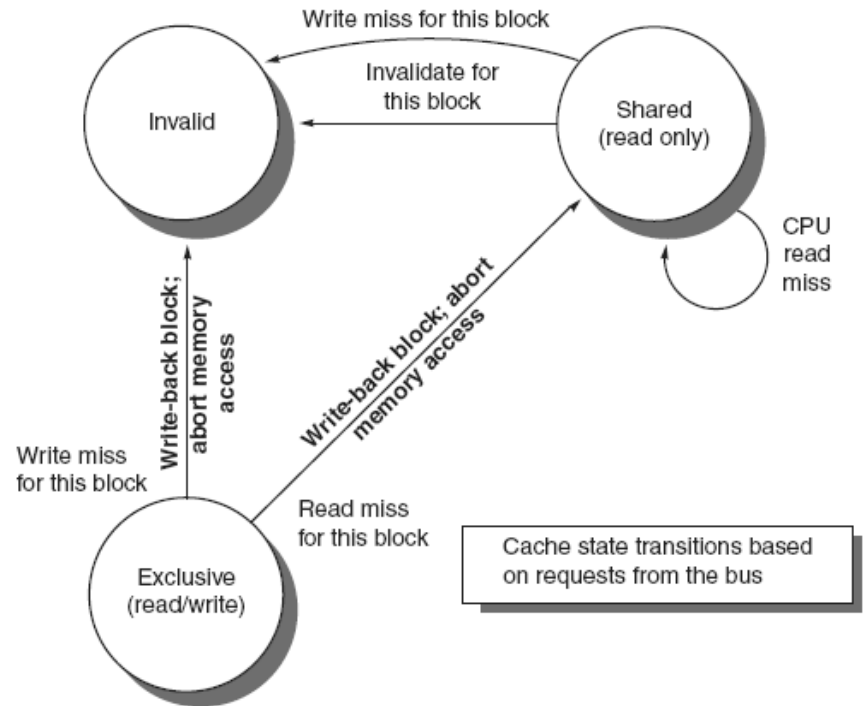 Write miss for this block
Invalidate for
this block
Invalid
Shared
(read only)
CPU
read
miss
Write-back block;
abort memory
access
Write-back block; abort
memory access
Write miss
for this block
Read miss
for this block
Exclusive
(read/write)
Cache state transitions based
on requests from the bus